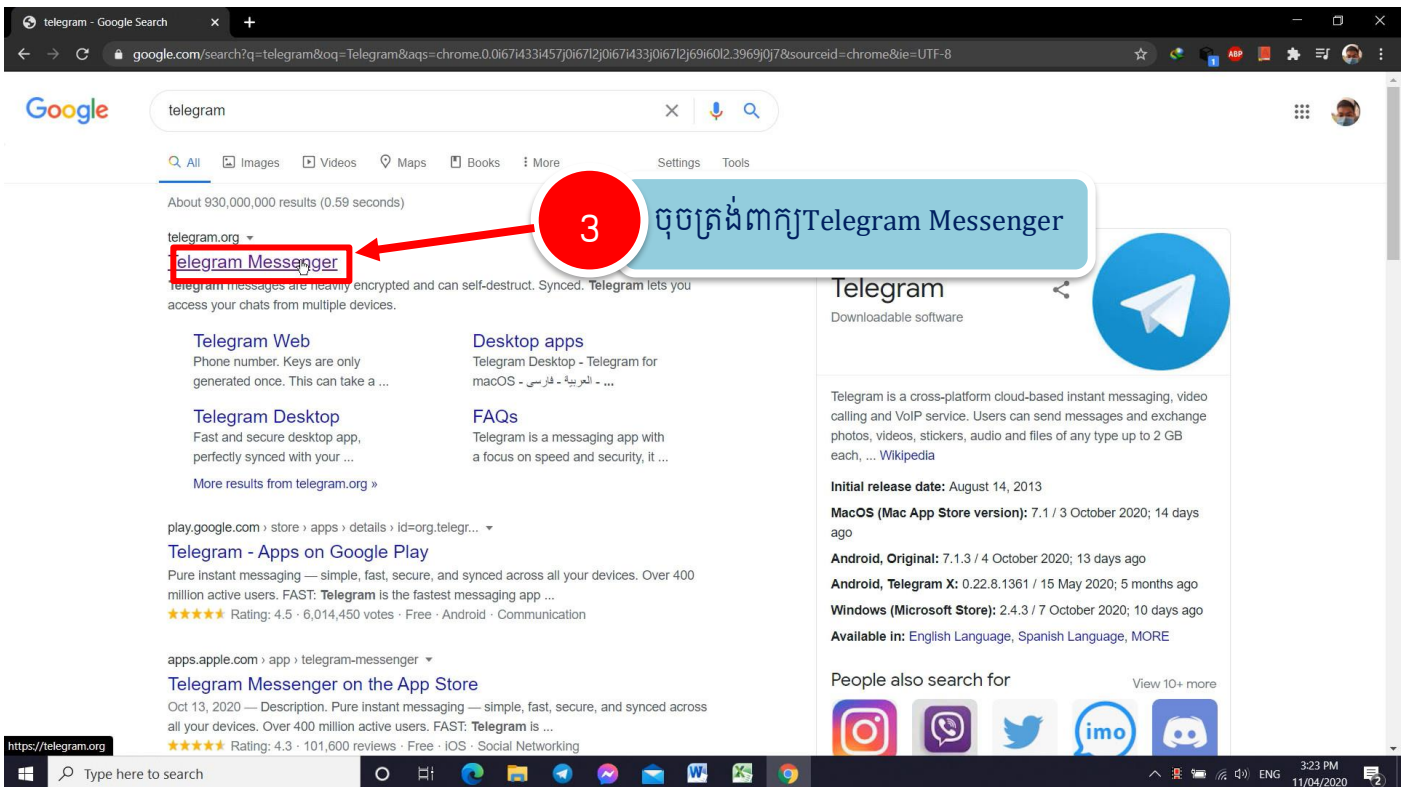 telegram - Google Search
google.com/search?q=telegram&oq=Telegram&aqs=chrome.0.0i67i433i457j0i67l2j0i67i433j0i67l2j69i60l2.3969j0j7&sourceid=chrome&ie=UTF-8
ABP
1
Google
telegram
All Images Videos Maps Books More Settings Tools
About 930,000,000 results (0.59 seconds)
3
ចុចត្រង់ពាក្យTelegram Messenger
telegram.org
Telegram Messenger
Telegram messages are heavily encrypted and can self-destruct. Synced. Telegram lets you
access your chats from multiple devices.
Telegram Web
Phone number. Keys are only
generated once. This can take a ...
Desktop apps
Telegram Desktop - Telegram for
macOS - العربية - فارسی - ...
Telegram Desktop
Fast and secure desktop app,
perfectly synced with your ...
FAQs
Telegram is a messaging app with
a focus on speed and security, it ...
More results from telegram.org »
play.google.com › store › apps › details › id=org.telegr...
Telegram - Apps on Google Play
Pure instant messaging — simple, fast, secure, and synced across all your devices. Over 400
million active users. FAST: Telegram is the fastest messaging app ...
Rating: 4.5 · 6,014,450 votes · Free · Android · Communication
apps.apple.com › app › telegram-messenger
Telegram Messenger on the App Store
Oct 13, 2020 — Description. Pure instant messaging — simple, fast, secure, and synced across
all your devices. Over 400 million active users. FAST: Telegram is ...
Rating: 4.3 · 101,600 reviews · Free · iOS · Social Networking
Telegram
Downloadable software
Telegram is a cross-platform cloud-based instant messaging, video
calling and VoIP service. Users can send messages and exchange
photos, videos, stickers, audio and files of any type up to 2 GB
each, ... Wikipedia
Initial release date: August 14, 2013
MacOS (Mac App Store version): 7.1 / 3 October 2020; 14 days
ago
Android, Original: 7.1.3 / 4 October 2020; 13 days ago
Android, Telegram X: 0.22.8.1361 / 15 May 2020; 5 months ago
Windows (Microsoft Store): 2.4.3 / 7 October 2020; 10 days ago
Available in: English Language, Spanish Language, MORE
People also search for
View 10+ more
imo
https://telegram.org
Type here to search
ENG
3:23 PM
11/04/2020
2